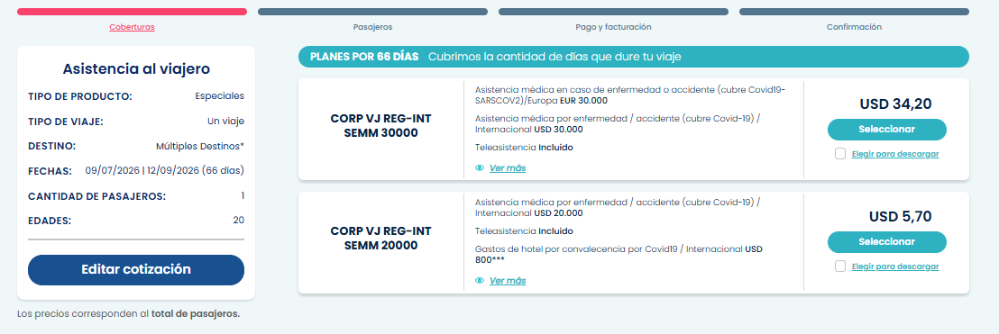 Coberturas
Pasajeros
Pago y facturación
Confirmación
Asistencia al viajero
TIPO DE PRODUCTO: Especiales
TIPO DE VIAJE: Un viaje
DESTINO: Múltiples Destinos*
FECHAS: 09/07/2026 | 12/09/2026 (66 días)
CANTIDAD DE PASAJEROS: 1
EDADES: 20
Editar cotización
Los precios corresponden al total de pasajeros.
PLANES POR 66 DÍAS Cubrimos la cantidad de días que dure tu viaje
CORP VJ REG-INT
SEMM 30000
Asistencia médica en caso de enfermedad o accidente (cubre Covid19-
SARSCOV2)/Europa EUR 30.000
Asistencia médica por enfermedad / accidente (cubre Covid-19) /
Internacional USD 30.000
Teleasistencia Incluido
Ver más
USD 34,20
Seleccionar
Elegir para descargar
CORP VJ REG-INT
SEMM 20000
Asistencia médica por enfermedad / accidente (cubre Covid-19) /
Internacional USD 20.000
Teleasistencia Incluido
Gastos de hotel por convalecencia por Covid19 / Internacional USD
800***
Ver más
USD 5,70
Seleccionar
Elegir para descargar